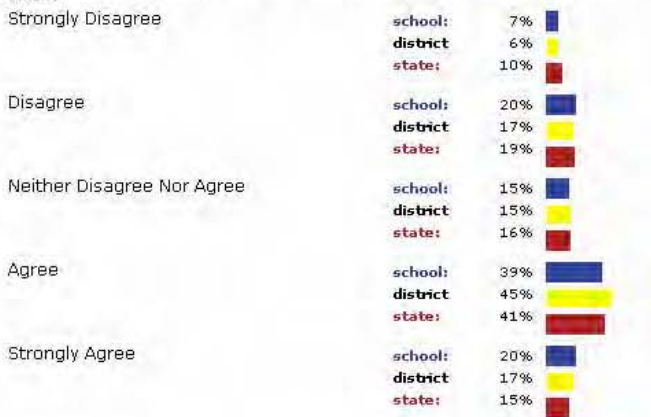 Strongly Disagree school: 7%
district 6%
state: 10%
Disagree school: 20%
district 17%
state: 19%
Neither Disagree Nor Agree school: 15%
district 15%
state: 16%
Agree school: 39%
district 45%
state: 41%
Strongly Agree school: 20%
district 17%
state: 15%